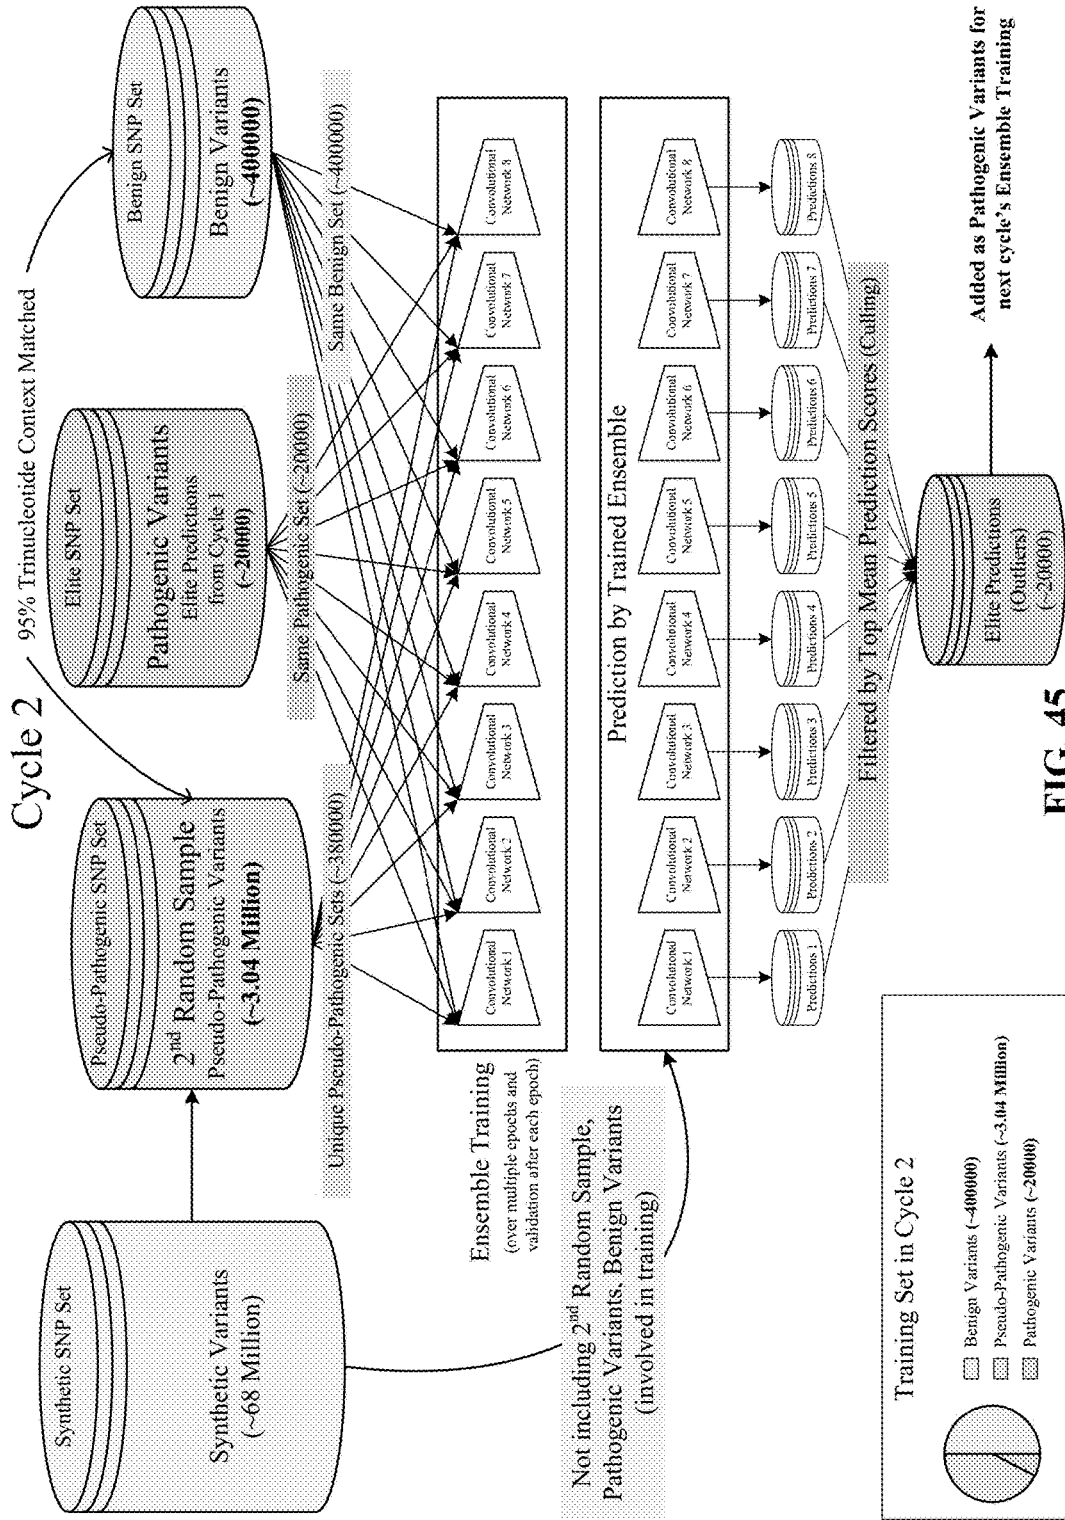 Cycle 2
95% Trinucleotide Context Matched
Synthetic SNP Set
Synthetic Variants
(~68 Million)
Pseudo-Pathogenic SNP Set
2nd Random Sample
Pseudo-Pathogenic Variants
(~3.04 Million)
Elite SNP Set
Pathogenic Variants
Elite Predictions
from Cycle 1
(~20000)
Benign SNP Set
Benign Variants
(~400000)
Unique Pseudo-Pathogenic Sets (~380000)
Same Pathogenic Set (~20000)
Same Benign Set (~400000)
Ensemble Training
(over multiple epochs and
validation after each epoch)
Convolutional
Network 1
Convolutional
Network 2
Convolutional
Network 3
Convolutional
Network 4
Convolutional
Network 5
Convolutional
Network 6
Convolutional
Network 7
Convolutional
Network 8
Not including 2nd Random Sample,
Pathogenic Variants, Benign Variants
(involved in training)
Prediction by Trained Ensemble
Convolutional
Network 1
Convolutional
Network 2
Convolutional
Network 3
Convolutional
Network 4
Convolutional
Network 5
Convolutional
Network 6
Convolutional
Network 7
Convolutional
Network 8
Predictions 1
Predictions 2
Predictions 3
Predictions 4
Predictions 5
Predictions 6
Predictions 7
Predictions 8
Filtered by Top Mean Prediction Scores (Culling)
Elite Predictions
(Outliers)
(~20000)
Added as Pathogenic Variants for
next cycle's Ensemble Training
Training Set in Cycle 2
Benign Variants (~400000)
Pseudo-Pathogenic Variants (~3.04 Million)
Pathogenic Variants (~20000)
FIG. 45